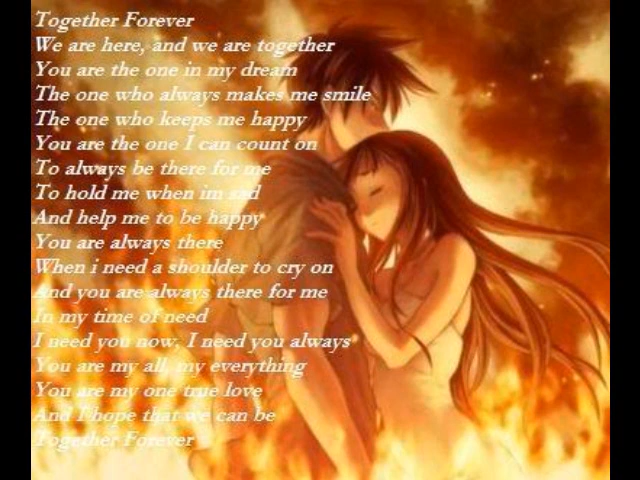 Together Forever
We are here, and we are together
You are the one in my dream
The one who always makes me smile
The one who keeps me happy
You are the one I can count on
To always be there for me
To hold me when im sad
And help me to be happy
You are always there
When i need a shoulder to cry on
And you are always there for me
In my time of need
I need you now, I need you always
You are my all, my everything
You are my one true love
And I hope that we can be
Together Forever